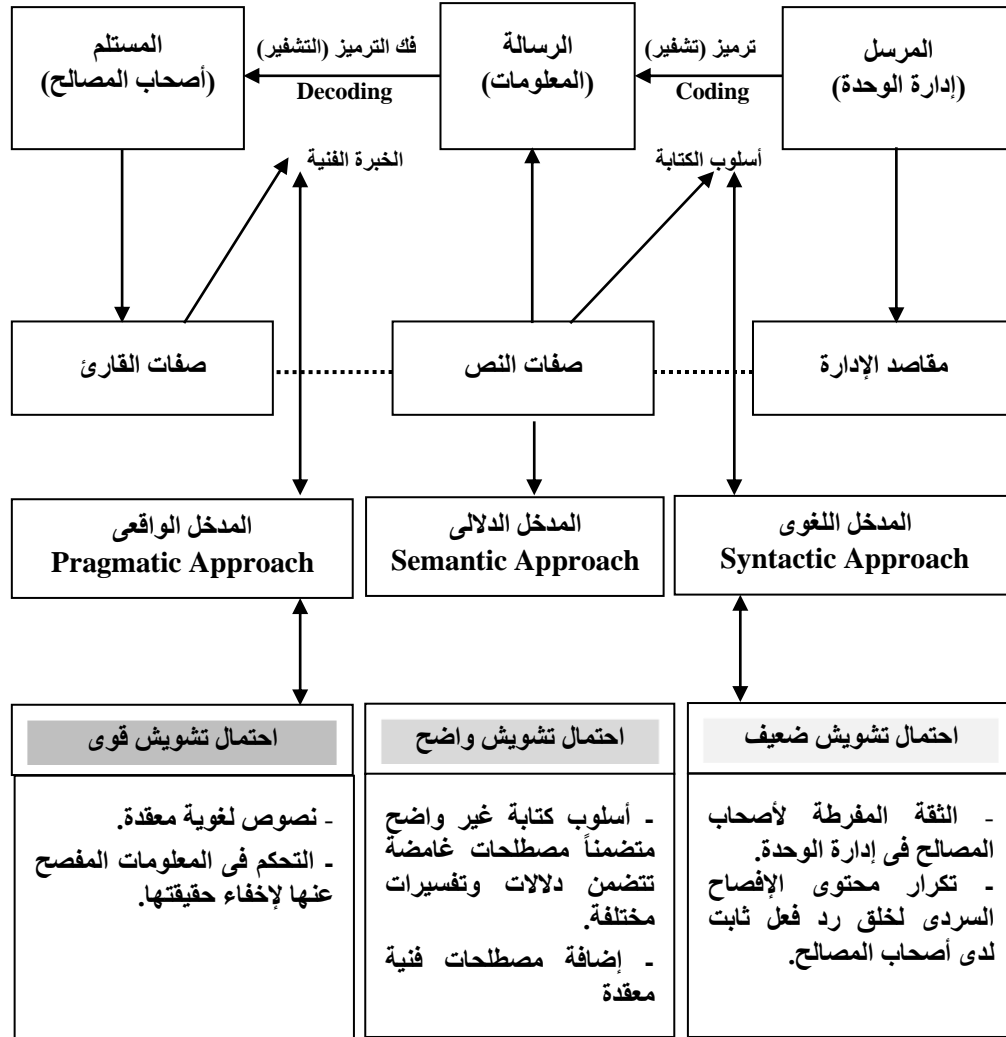 المرسل
(إدارة الوحدة)
ترميز (تشفير)
Coding
الرسالة
(المعلومات)
فك الترميز (التشفير)
Decoding
المستلم
(أصحاب المصالح)
أسلوب الكتابة
الخبرة الفنية
مقاصد الإدارة
صفات النص
صفات القارئ
المدخل اللغوى
Syntactic Approach
المدخل الدلالى
Semantic Approach
المدخل الواقعى
Pragmatic Approach
احتمال تشويش ضعيف
- الثقة المفرطة لأصحاب
المصالح فى إدارة الوحدة.
- تكرار محتوى الإفصاح
السردى لخلق رد فعل ثابت
لدى أصحاب المصالح.
احتمال تشويش واضح
- أسلوب كتابة غير واضح
متضمناً مصطلحات غامضة
تتضمن دلالات وتفسيرات
مختلفة.
- إضافة مصطلحات فنية
معقدة
احتمال تشويش قوى
- نصوص لغوية معقدة.
- التحكم فى المعلومات المفصح
عنها لإخفاء حقيقتها.